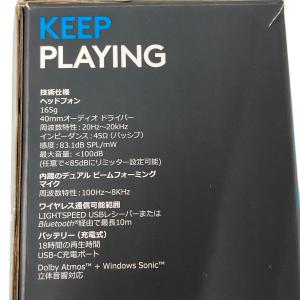 KEEP
PLAYING
技術仕様
ヘッドフォン
165g
40mmオーディオ ドライバー
周波数特性：20Hz～20kHz
インピーダンス：45Ω（パッシブ）
感度：83.1dB SPL/mW
最大音量：<100dB
（任意で<85dBにリミッター設定可能）
内蔵のデュアル ビームフォーミング
マイク
周波数特性：100Hz～8KHz
ワイヤレス通信可能範囲
LIGHTSPEED USBレシーバーまたは
Bluetooth®経由で最長10m
バッテリー（充電式）
18時間の再生時間
USB-C充電ポート
Dolby Atmos™ + Windows Sonic™
立体音響対応